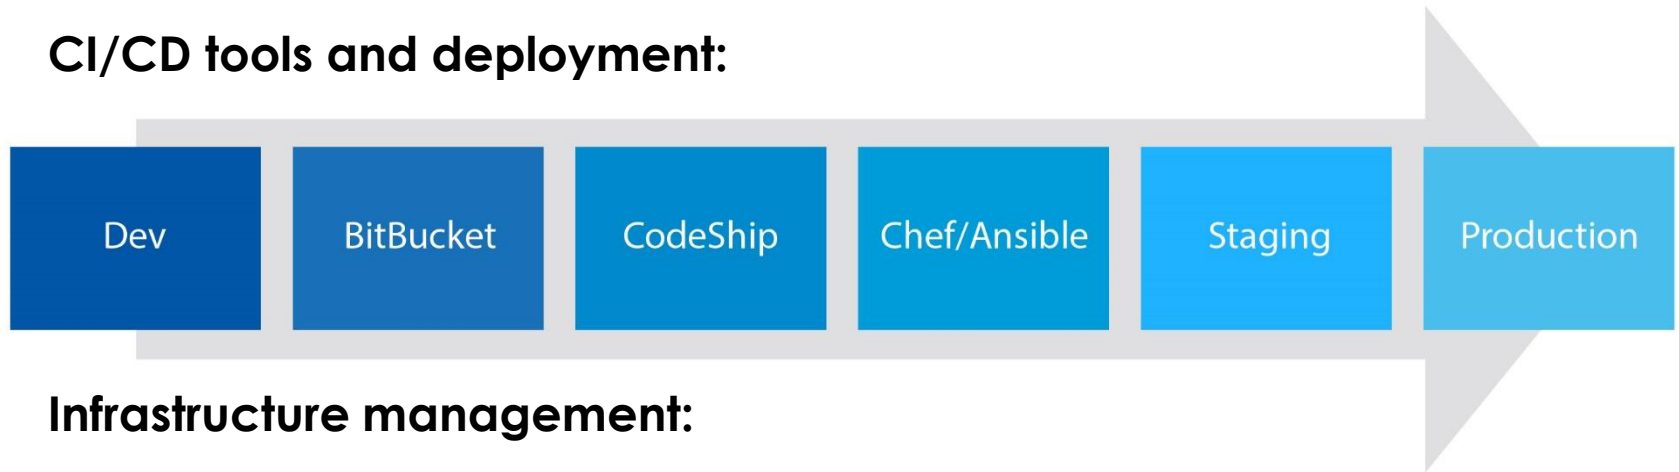 CI/CD tools and deployment:
Dev
BitBucket
CodeShip
Chef/Ansible
Staging
Production
Infrastructure management: